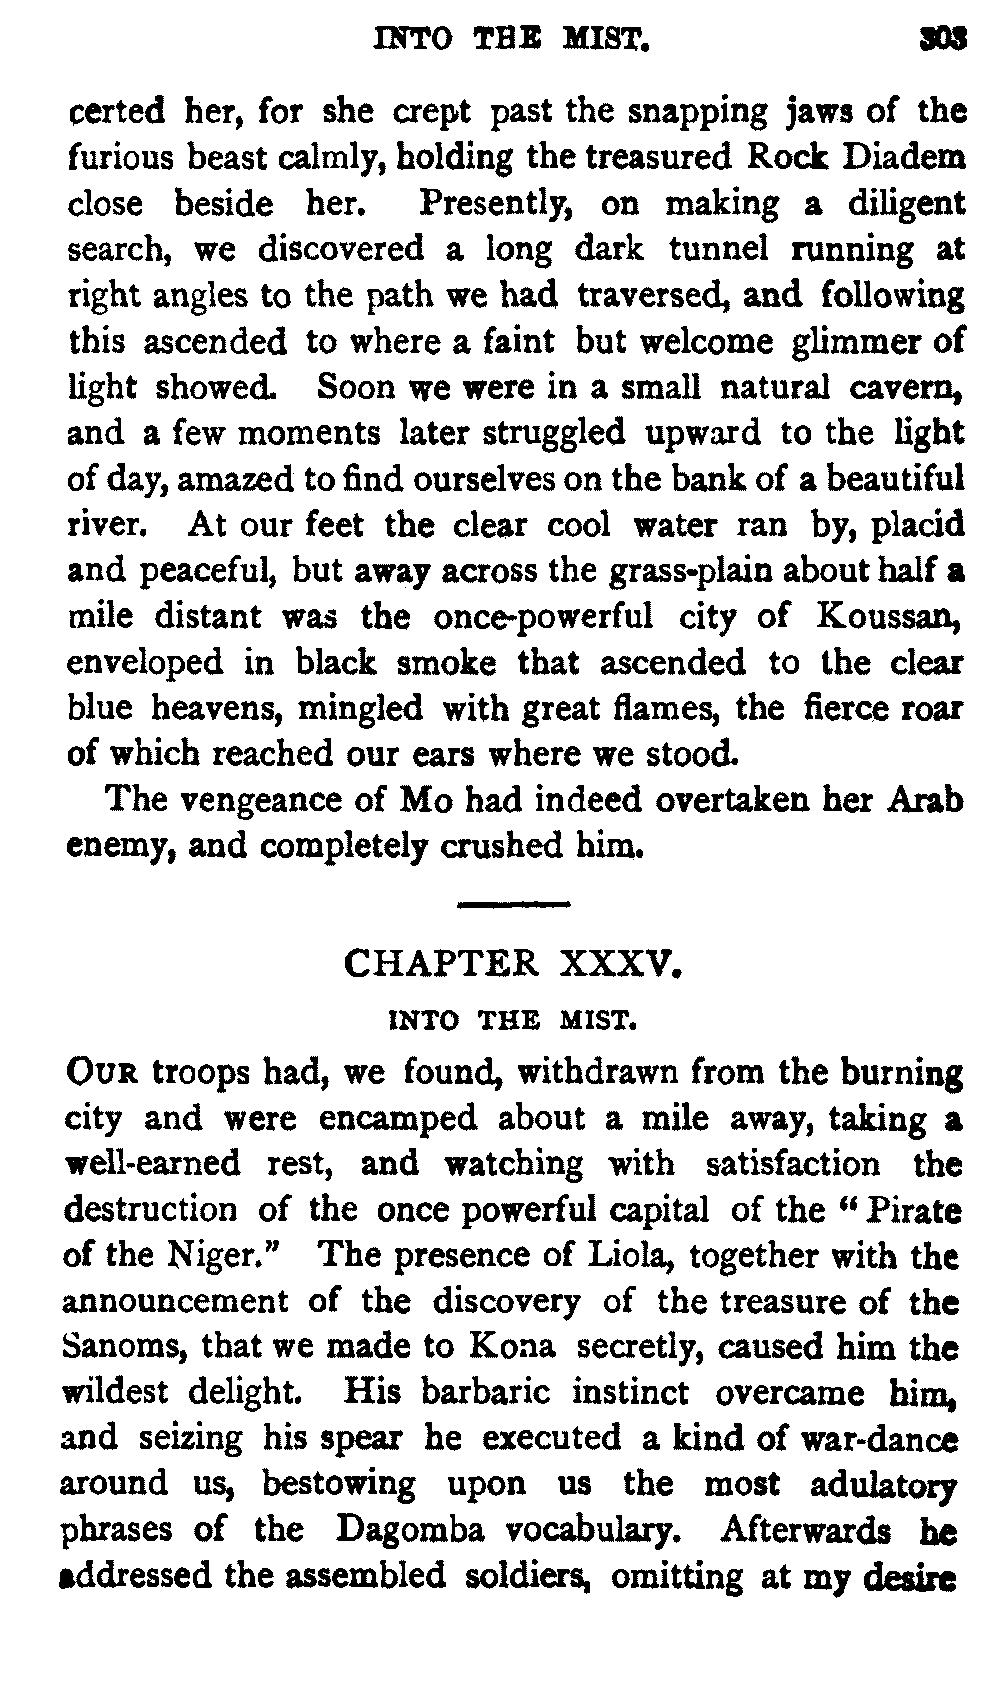 INTO THE MIST. 303
certed her, for she crept past the snapping jaws of the
furious beast calmly, holding the treasured Rock Diadem
close beside her. Presently, on making a diligent
search, we discovered a long dark tunnel running at
right angles to the path we had traversed, and following
this ascended to where a faint but welcome glimmer of
light showed. Soon we were in a small natural cavern,
and a few moments later struggled upward to the light
of day, amazed to find ourselves on the bank of a beautiful
river. At our feet the clear cool water ran by, placid
and peaceful, but away across the grass-plain about half a
mile distant was the once-powerful city of Koussan,
enveloped in black smoke that ascended to the clear
blue heavens, mingled with great flames, the fierce roar
of which reached our ears where we stood.
The vengeance of Mo had indeed overtaken her Arab
enemy, and completely crushed him.
CHAPTER XXXV.
INTO THE MIST.
OUR troops had, we found, withdrawn from the burning
city and were encamped about a mile away, taking a
well-earned rest, and watching with satisfaction the
destruction of the once powerful capital of the “ Pirate
of the Niger.” The presence of Liola, together with the
announcement of the discovery of the treasure of the
Sanoms, that we made to Kona secretly, caused him the
wildest delight. His barbaric instinct overcame him,
and seizing his spear he executed a kind of war-dance
around us, bestowing upon us the most adulatory
phrases of the Dagomba vocabulary. Afterwards he
addressed the assembled soldiers, omitting at my desire